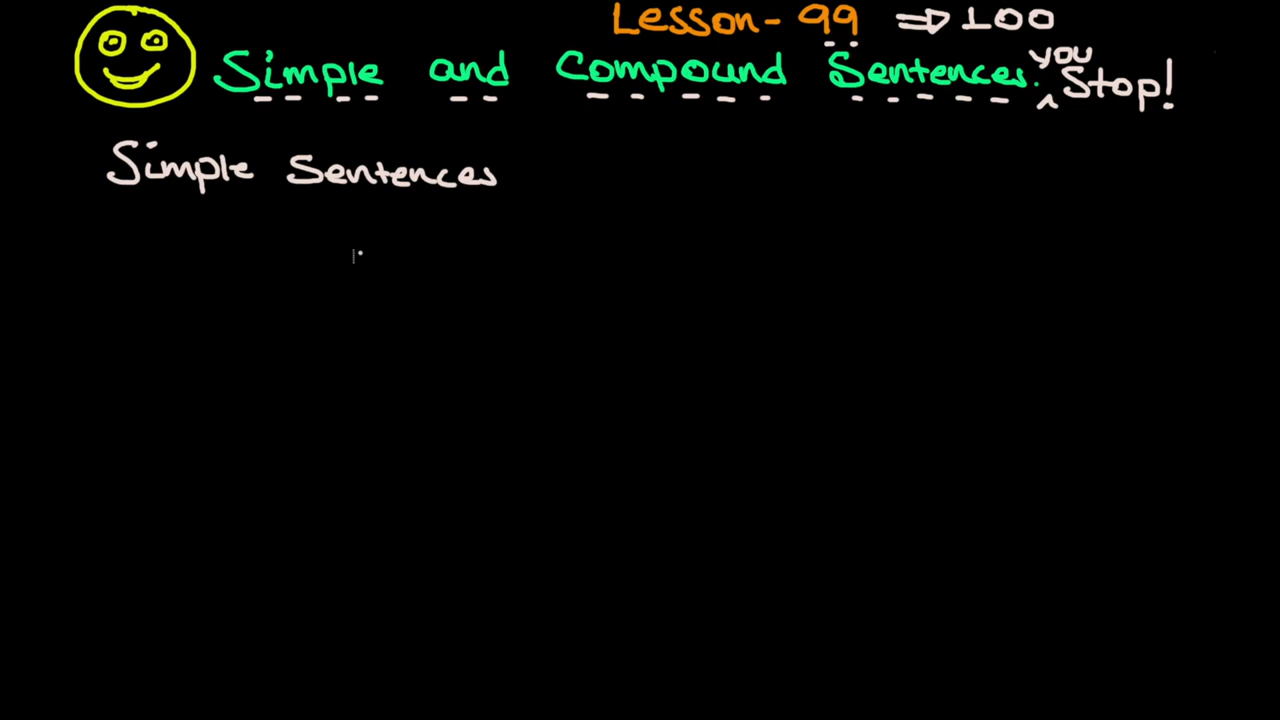 Lesson- 99 ⇒ 100
Simple and Compound Sentences. you Stop!
Simple Sentences